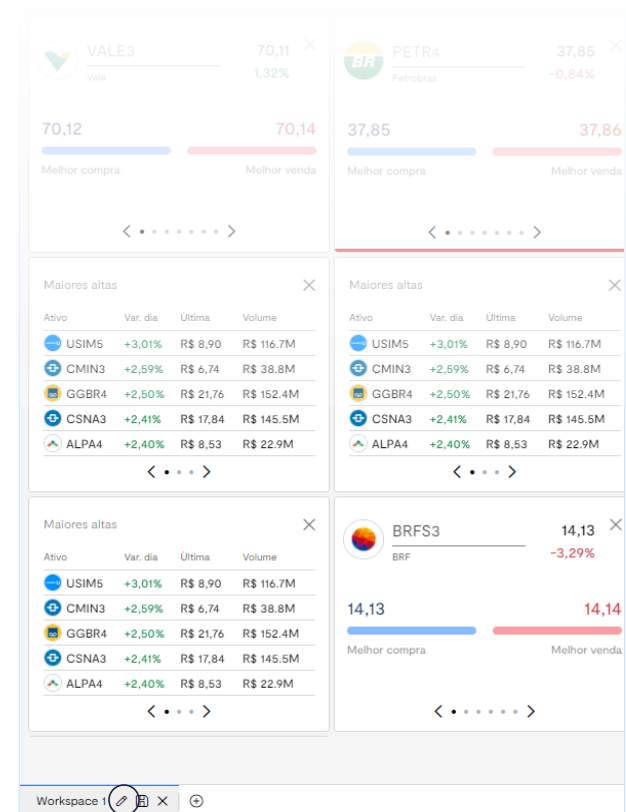 VALE3 70,11
Vale 1,32%
70,12 70,14
Melhor compra Melhor venda
BR PETR4 37,85
Petrobras -0,84%
37,85 37,86
Melhor compra Melhor venda
Maiores altas
Ativo Var. dia Última Volume
USIM5 +3,01% R$ 8,90 R$ 116.7M
CMIN3 +2,59% R$ 6,74 R$ 38.8M
GGBR4 +2,50% R$ 21,76 R$ 152.4M
CSNA3 +2,41% R$ 17,84 R$ 145.5M
ALPA4 +2,40% R$ 8,53 R$ 22.9M
Maiores altas
Ativo Var. dia Última Volume
USIM5 +3,01% R$ 8,90 R$ 116.7M
CMIN3 +2,59% R$ 6,74 R$ 38.8M
GGBR4 +2,50% R$ 21,76 R$ 152.4M
CSNA3 +2,41% R$ 17,84 R$ 145.5M
ALPA4 +2,40% R$ 8,53 R$ 22.9M
Maiores altas
Ativo Var. dia Última Volume
USIM5 +3,01% R$ 8,90 R$ 116.7M
CMIN3 +2,59% R$ 6,74 R$ 38.8M
GGBR4 +2,50% R$ 21,76 R$ 152.4M
CSNA3 +2,41% R$ 17,84 R$ 145.5M
ALPA4 +2,40% R$ 8,53 R$ 22.9M
BRFS3 14,13
BRF -3,29%
14,13 14,14
Melhor compra Melhor venda
Workspace 1